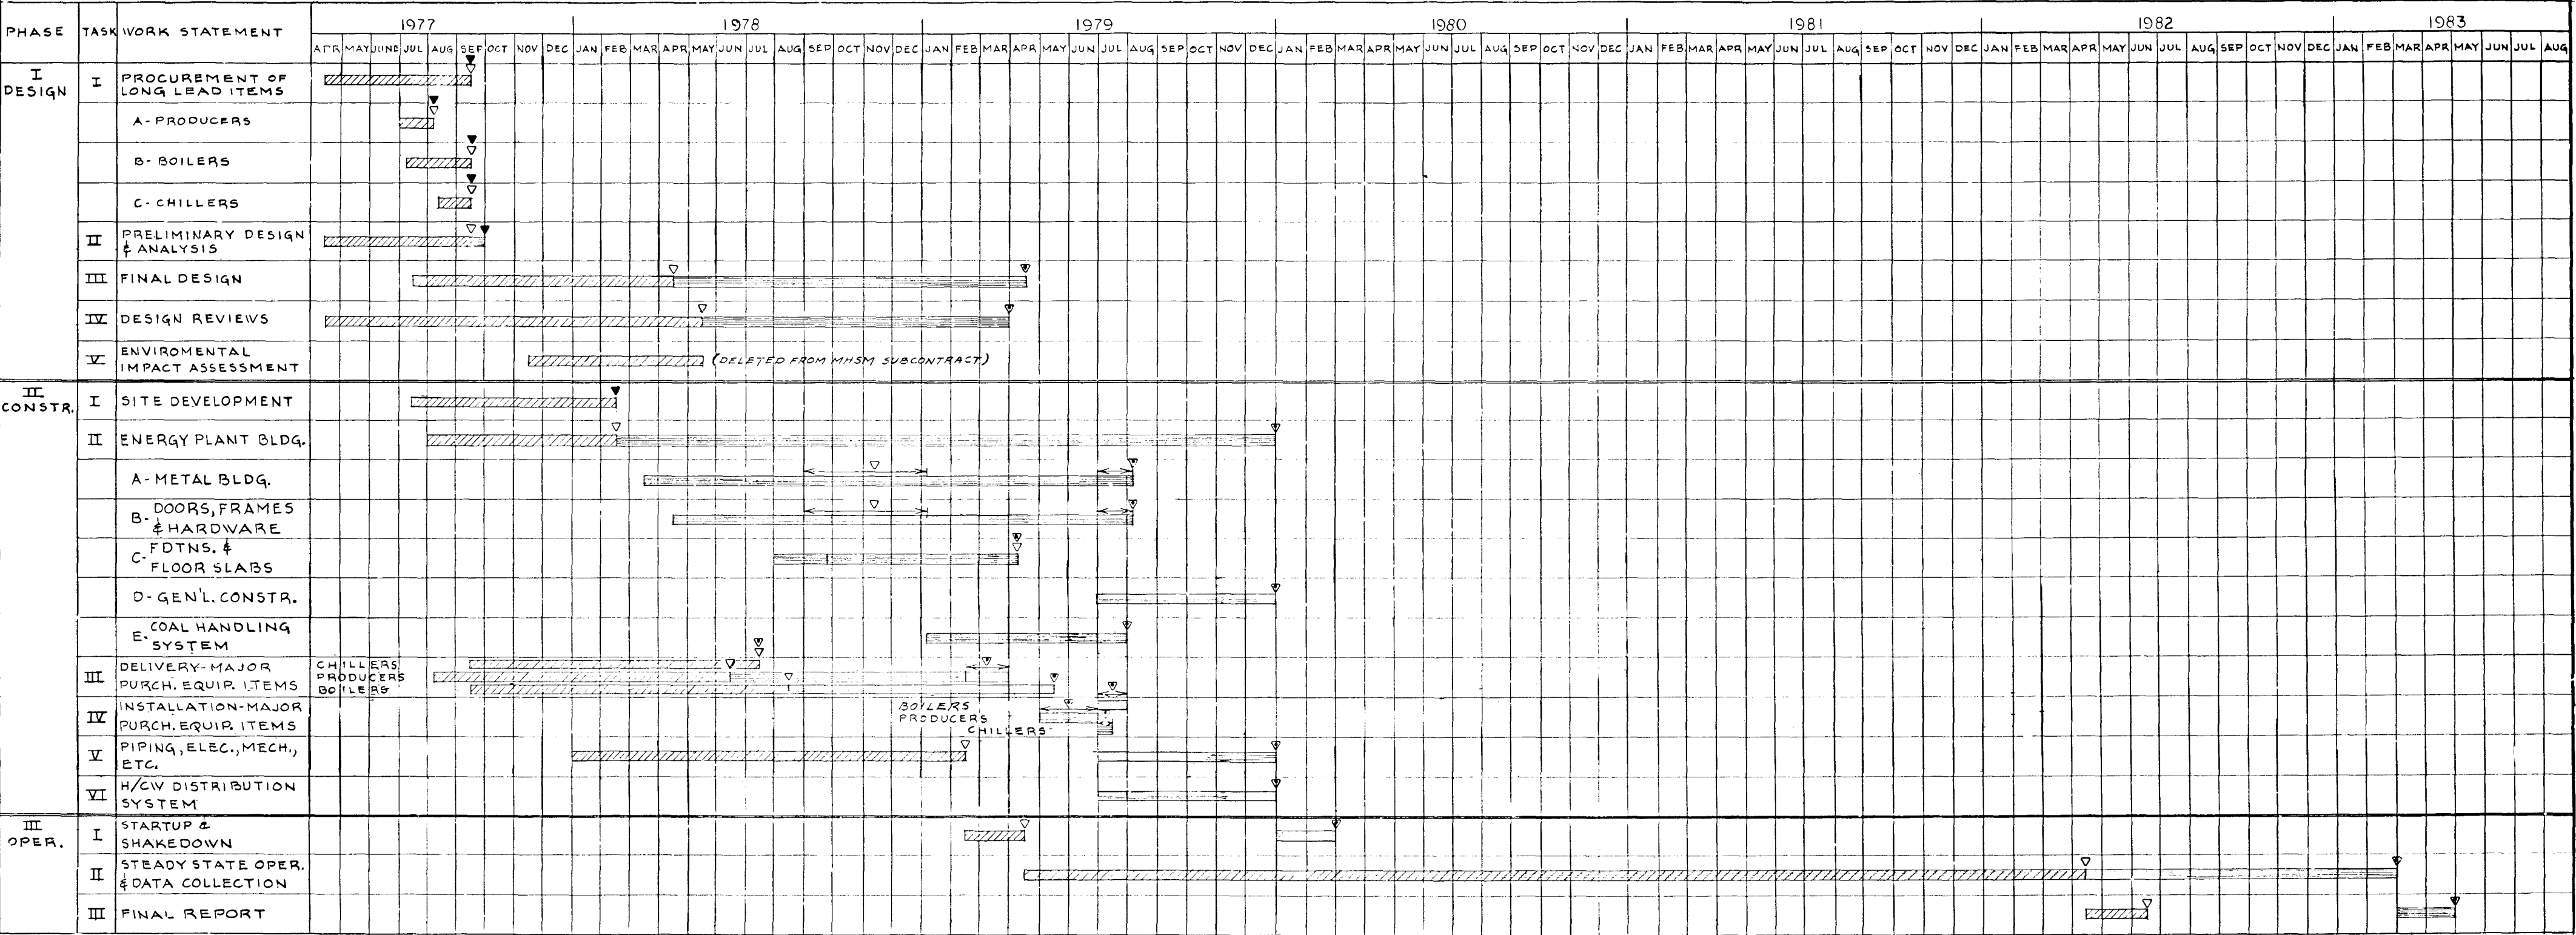 PHASE TASK WORK STATEMENT 1977 1978 1979 1980 1981 1982 1983
APR MAY JUNE JUL AUG SEP OCT NOV DEC JAN FEB MAR APR MAY JUN JUL AUG SEP OCT NOV DEC JAN FEB MAR APR MAY JUN JUL AUG SEP OCT NOV DEC JAN FEB MAR APR MAY JUN JUL AUG SEP OCT NOV DEC JAN FEB MAR APR MAY JUN JUL AUG SEP OCT NOV DEC JAN FEB MAR APR MAY JUN JUL AUG SEP OCT NOV DEC JAN FEB MAR APR MAY JUN JUL AUG
I DESIGN
I PROCUREMENT OF
LONG LEAD ITEMS
A-PRODUCERS
B-BOILERS
C-CHILLERS
II PRELIMINARY DESIGN
& ANALYSIS
III FINAL DESIGN
IV DESIGN REVIEWS
V ENVIROMENTAL
IMPACT ASSESSMENT
(DELETED FROM MHSM SUBCONTRACT)
II CONSTR.
I SITE DEVELOPMENT
II ENERGY PLANT BLDG.
A-METAL BLDG.
B- DOORS, FRAMES
& HARDWARE
C- FDTNS. &
FLOOR SLABS
D-GEN'L. CONSTR.
E- COAL HANDLING
SYSTEM
III DELIVERY-MAJOR
PURCH. EQUIP. ITEMS
CHILLERS
PRODUCERS
BOILERS
IV INSTALLATION-MAJOR
PURCH. EQUIP. ITEMS
BOILERS
PRODUCERS
CHILLERS
V PIPING, ELEC., MECH.,
ETC.
VI H/CW DISTRIBUTION
SYSTEM
III OPER.
I STARTUP &
SHAKEDOWN
II STEADY STATE OPER.
& DATA COLLECTION
III FINAL REPORT